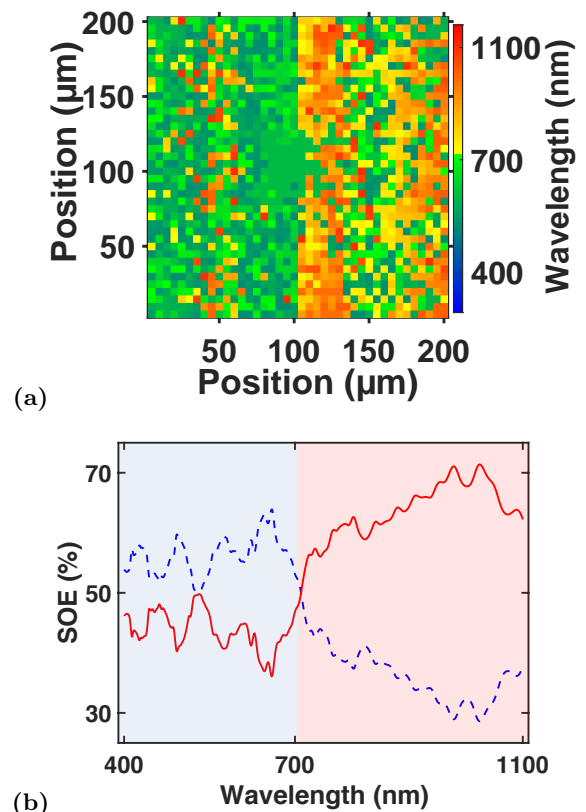 200
150
100
50
Position (µm)
50 100 150 200
Position (µm)
1100
700
400
Wavelength (nm)
(a)
70
50
30
SOE (%)
400 700 1100
Wavelength (nm)
(b)